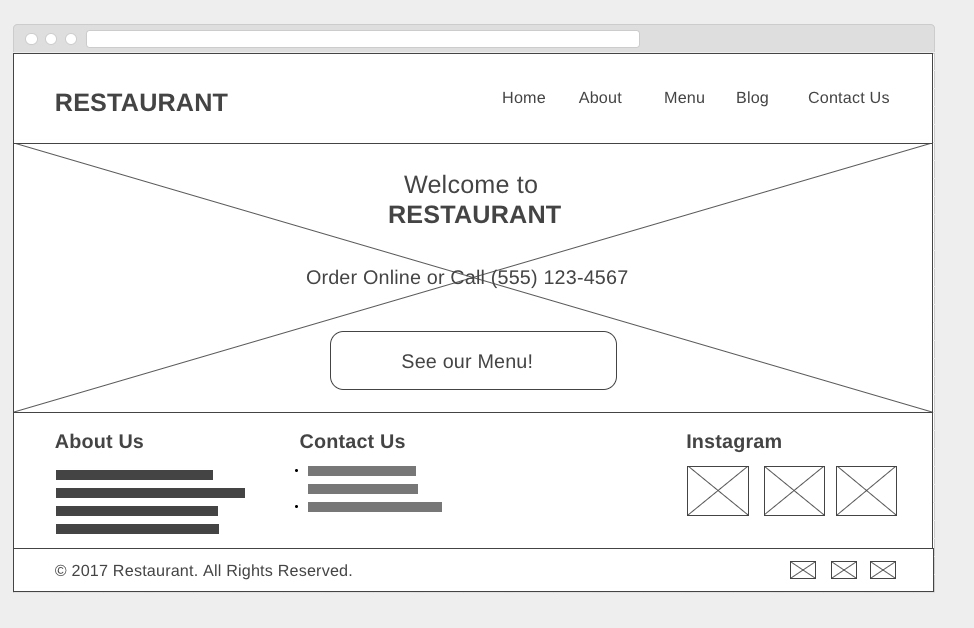 RESTAURANT
Home About Menu Blog Contact Us
Welcome to
RESTAURANT
Order Online or Call (555) 123-4567
See our Menu!
About Us
Contact Us
Instagram
© 2017 Restaurant. All Rights Reserved.